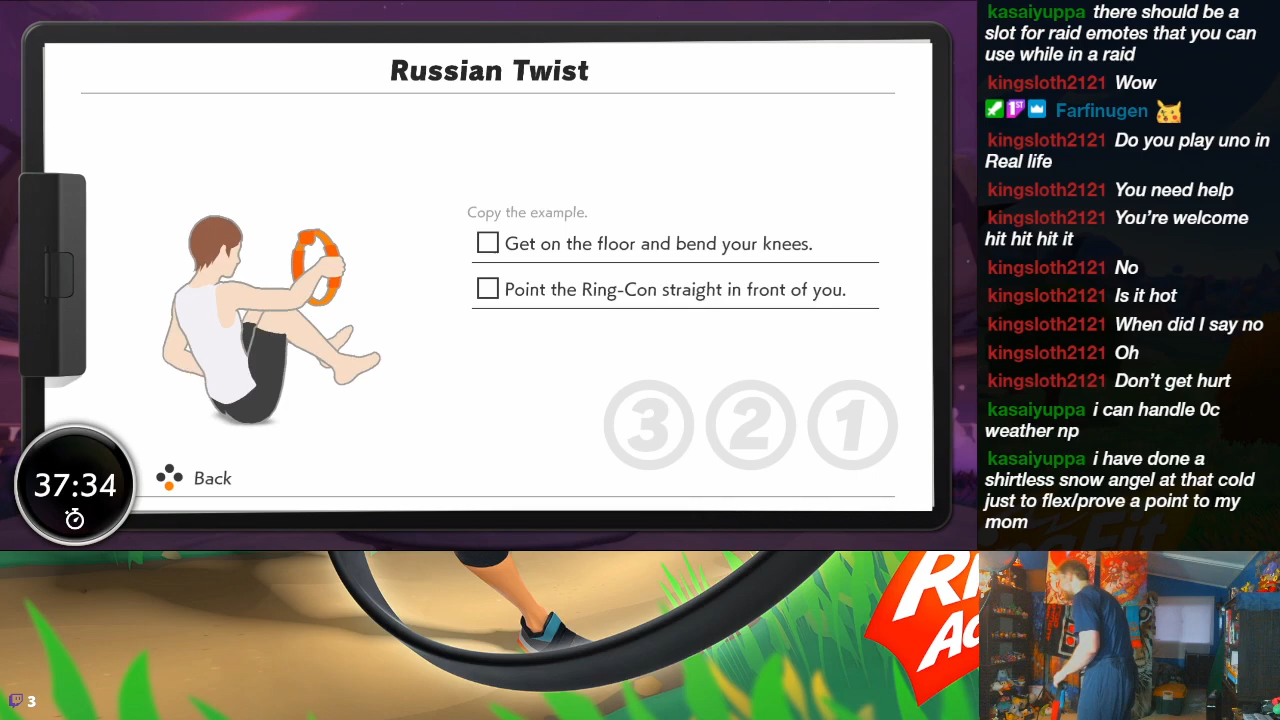 Russian Twist
Copy the example.
Get on the floor and bend your knees.
Point the Ring-Con straight in front of you.
3 2 1
37:34
Back
3
kasaiyuppa there should be a
slot for raid emotes that you can
use while in a raid
kingsloth2121 Wow
1ST Farfinugen
kingsloth2121 Do you play uno in
Real life
kingsloth2121 You need help
kingsloth2121 You're welcome
hit hit hit it
kingsloth2121 No
kingsloth2121 Is it hot
kingsloth2121 When did I say no
kingsloth2121 Oh
kingsloth2121 Don't get hurt
kasaiyuppa i can handle 0c
weather np
kasaiyuppa i have done a
shirtless snow angel at that cold
just to flex/prove a point to my
mom